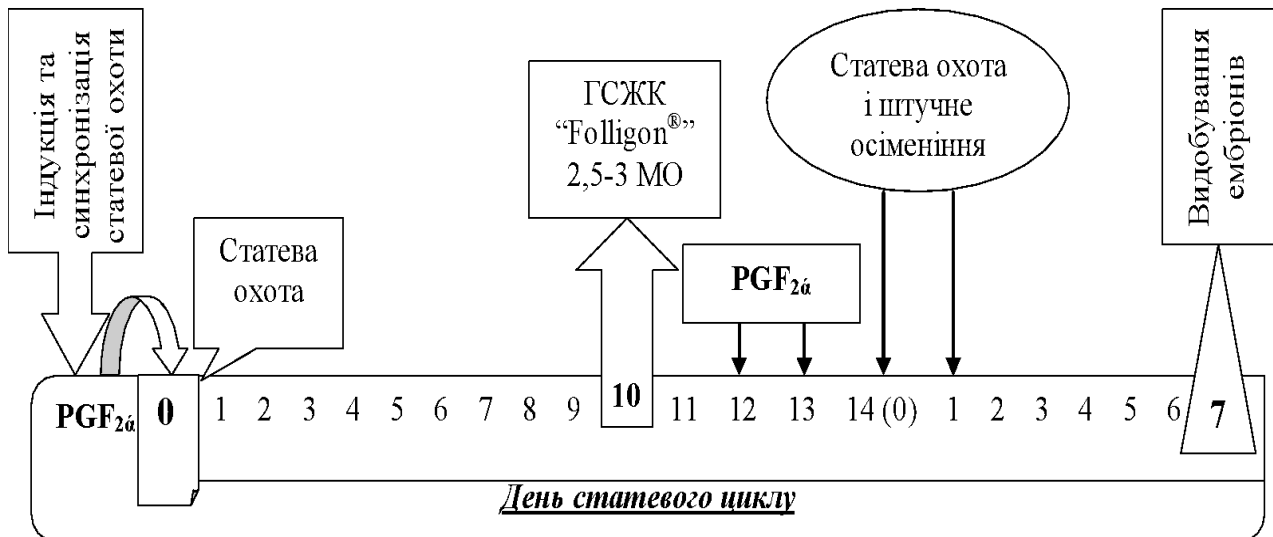 Індукція та
синхронізація
статевої охоти
Статева
охота
ГСЖК
“Folligon®”
2,5-3 МО
PGF2ά
Статева охота
і штучне
осіменіння
Видобування
ембріонів
PGF2ά 0 1 2 3 4 5 6 7 8 9 10 11 12 13 14 (0) 1 2 3 4 5 6 7
День статевого циклу